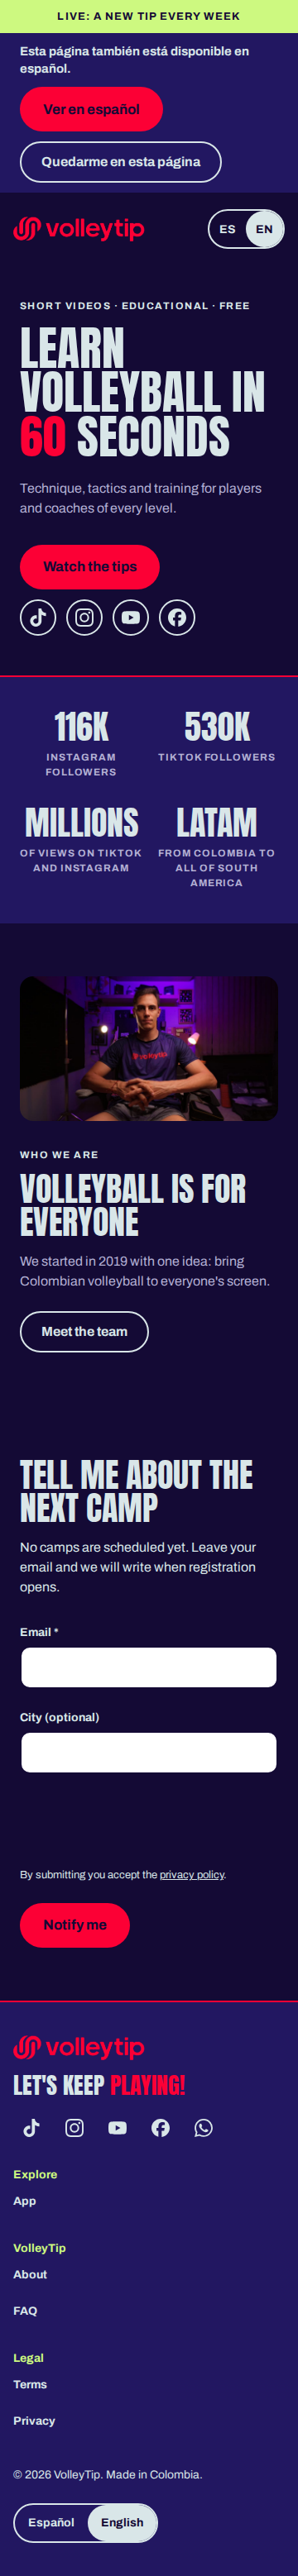 LIVE: A NEW TIP EVERY WEEK
Esta página también está disponible en
español.
Ver en español
Quedarme en esta página
volleytip
ES EN
SHORT VIDEOS · EDUCATIONAL · FREE
LEARN
VOLLEYBALL IN
60 SECONDS
Technique, tactics and training for players
and coaches of every level.
Watch the tips
116K
INSTAGRAM
FOLLOWERS
530K
TIKTOK FOLLOWERS
MILLIONS
OF VIEWS ON TIKTOK
AND INSTAGRAM
LATAM
FROM COLOMBIA TO
ALL OF SOUTH
AMERICA
volleytip
WHO WE ARE
VOLLEYBALL IS FOR
EVERYONE
We started in 2019 with one idea: bring
Colombian volleyball to everyone's screen.
Meet the team
TELL ME ABOUT THE
NEXT CAMP
No camps are scheduled yet. Leave your
email and we will write when registration
opens.
Email *
City (optional)
By submitting you accept the privacy policy.
Notify me
volleytip
LET'S KEEP PLAYING!
Explore
App
VolleyTip
About
FAQ
Legal
Terms
Privacy
© 2026 VolleyTip. Made in Colombia.
Español English